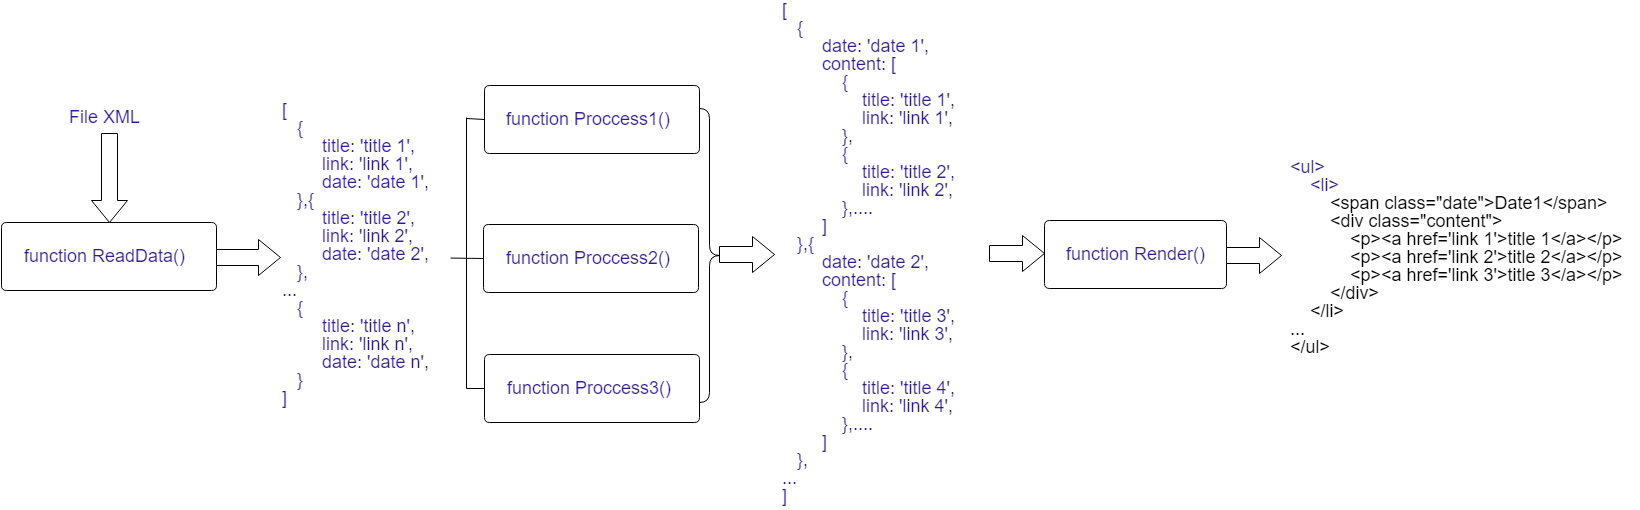 File XML
function ReadData()
[
{
title: 'title 1',
link: 'link 1',
date: 'date 1',
},{
title: 'title 2',
link: 'link 2',
date: 'date 2',
},
...
{
title: 'title n',
link: 'link n',
date: 'date n',
}
]
function Proccess1()
function Proccess2()
function Proccess3()
[
{
date: 'date 1',
content: [
{
title: 'title 1',
link: 'link 1',
},
{
title: 'title 2',
link: 'link 2',
},....
]
},{
date: 'date 2',
content: [
{
title: 'title 3',
link: 'link 3',
},
{
title: 'title 4',
link: 'link 4',
},....
]
},
...
]
function Render()
<ul>
<li>
<span class="date">Date1</span>
<div class="content">
<p><a href='link 1'>title 1</a></p>
<p><a href='link 2'>title 2</a></p>
<p><a href='link 3'>title 3</a></p>
</div>
</li>
...
</ul>